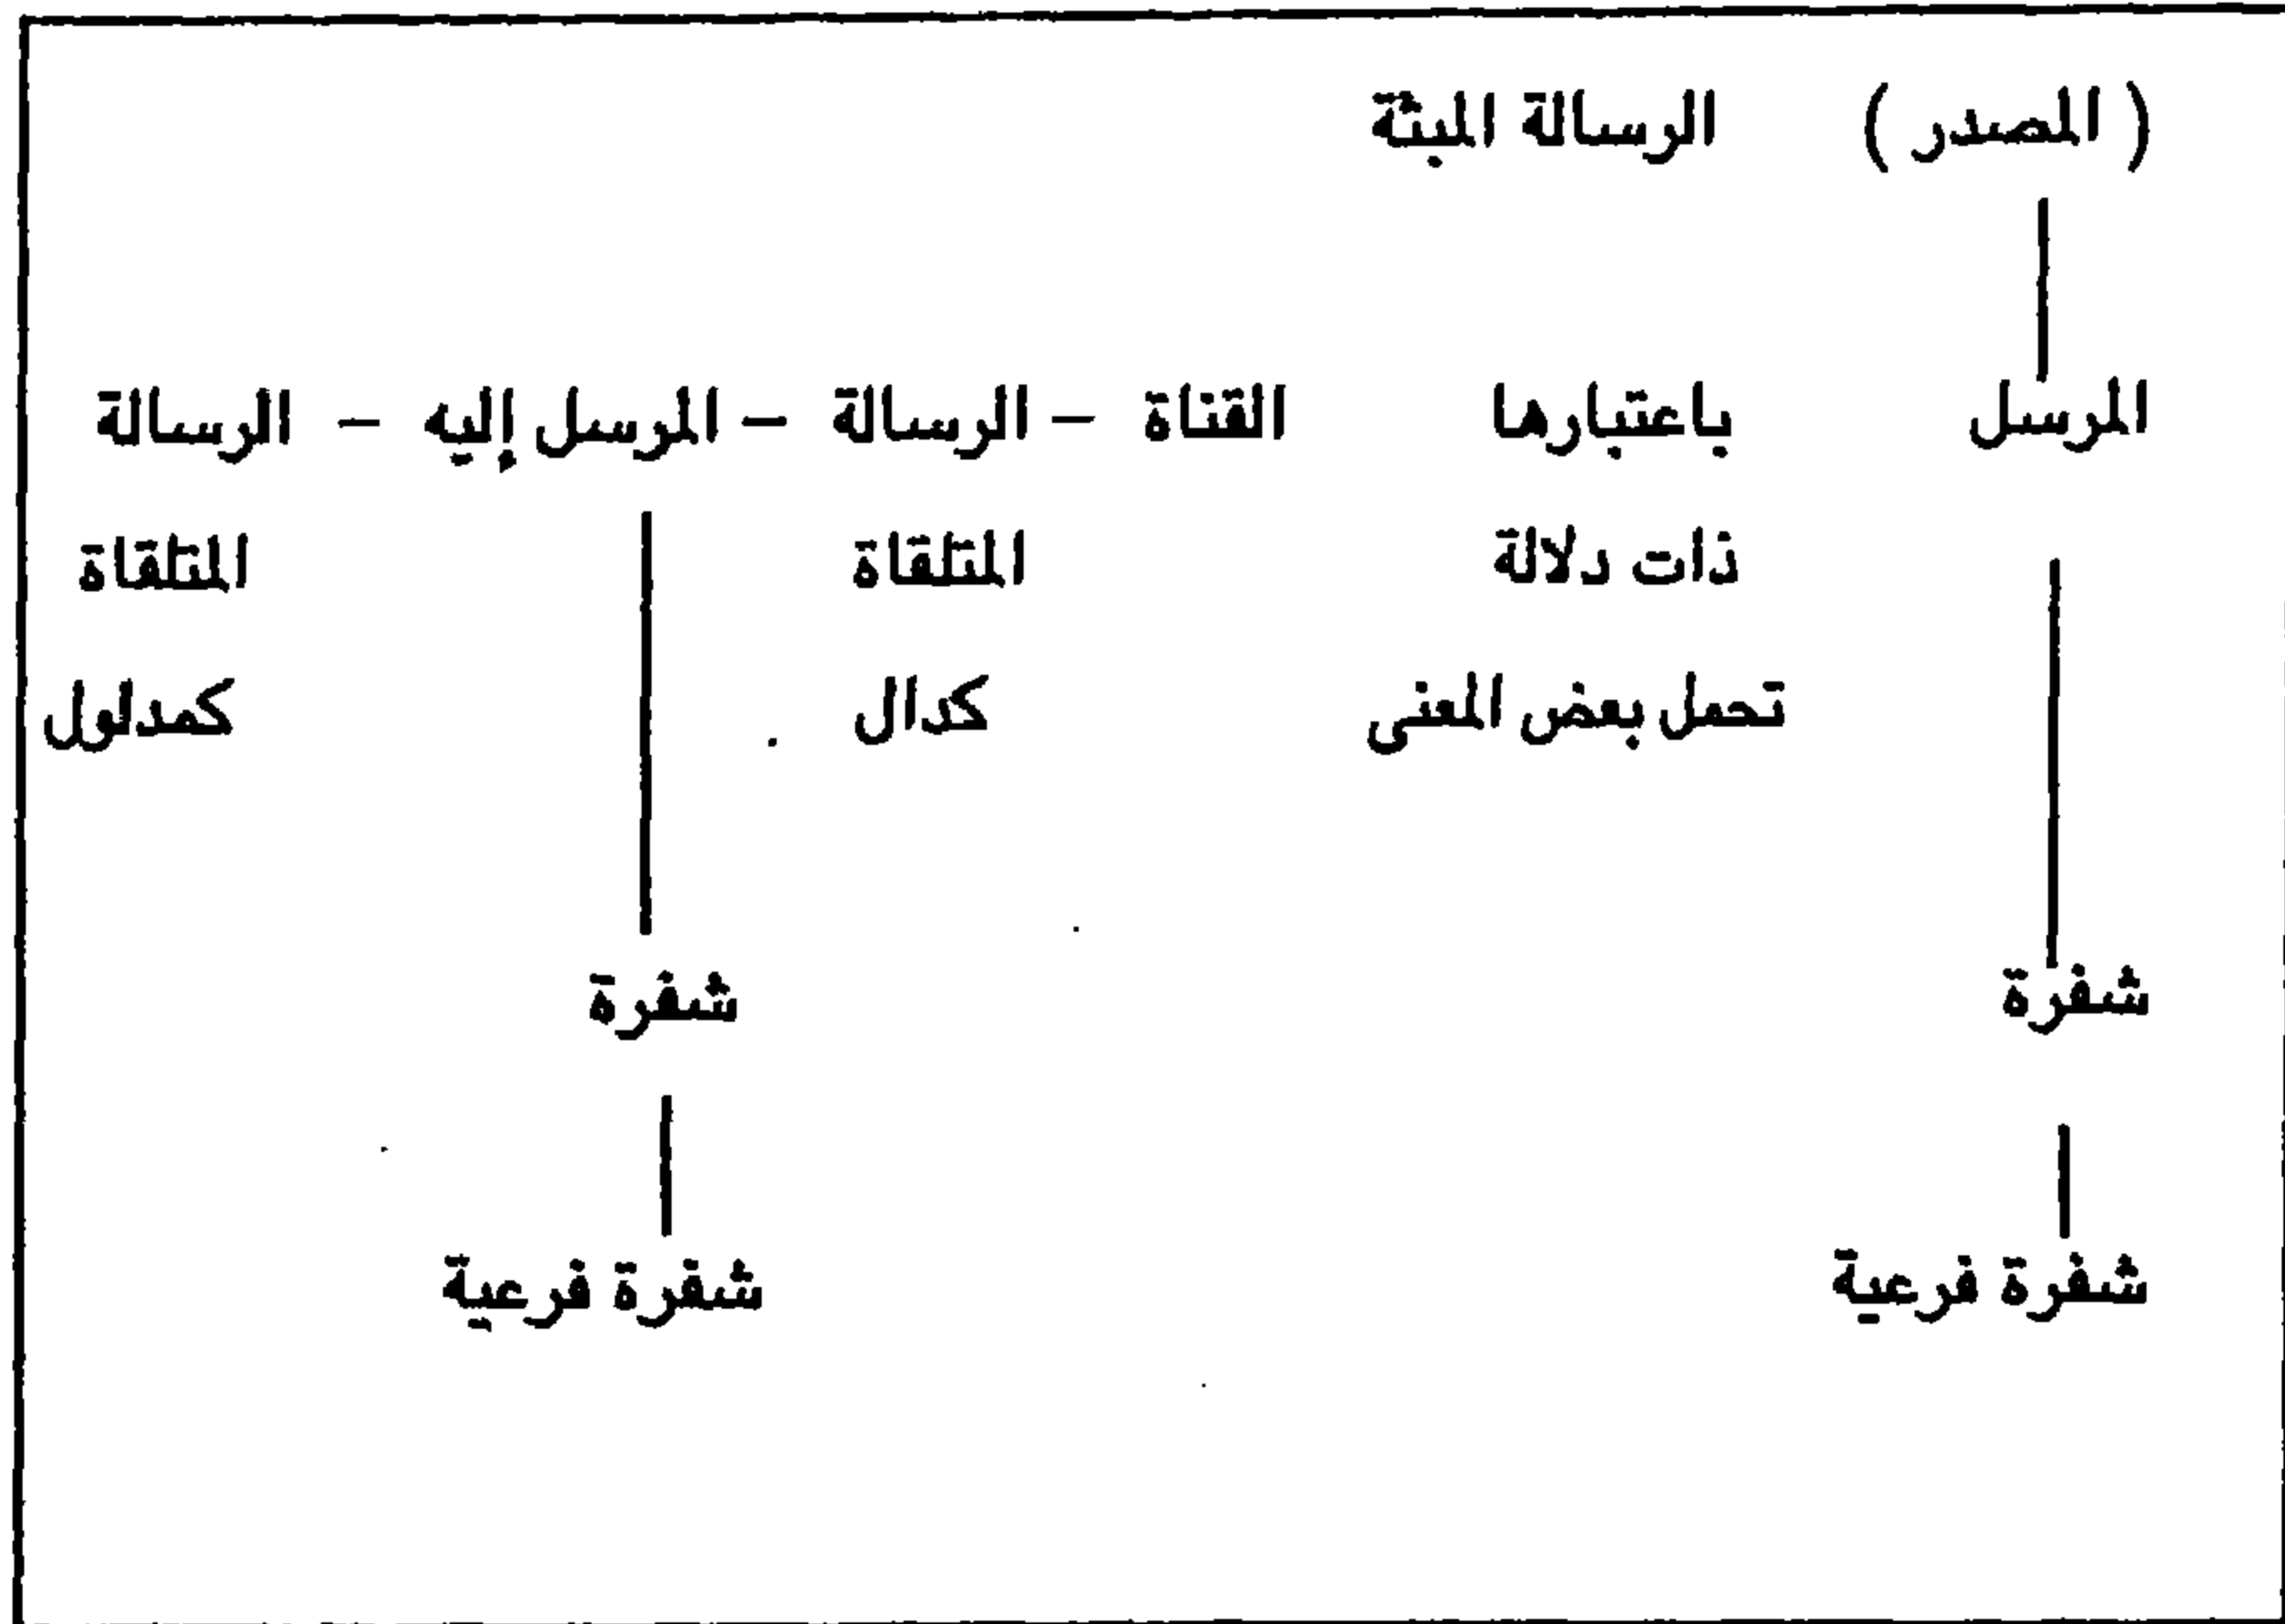 ( المصدر ) الرسالة المبثة
المرسل باعتبارها القناة – الرسالة – المرسل إليه – الرسالة
ذات دلالة المتلقاة المتلقاة
تحمل بعض المعنى كدال كمدلول
شفرة شفرة
شفرة فرعية شفرة فرعية